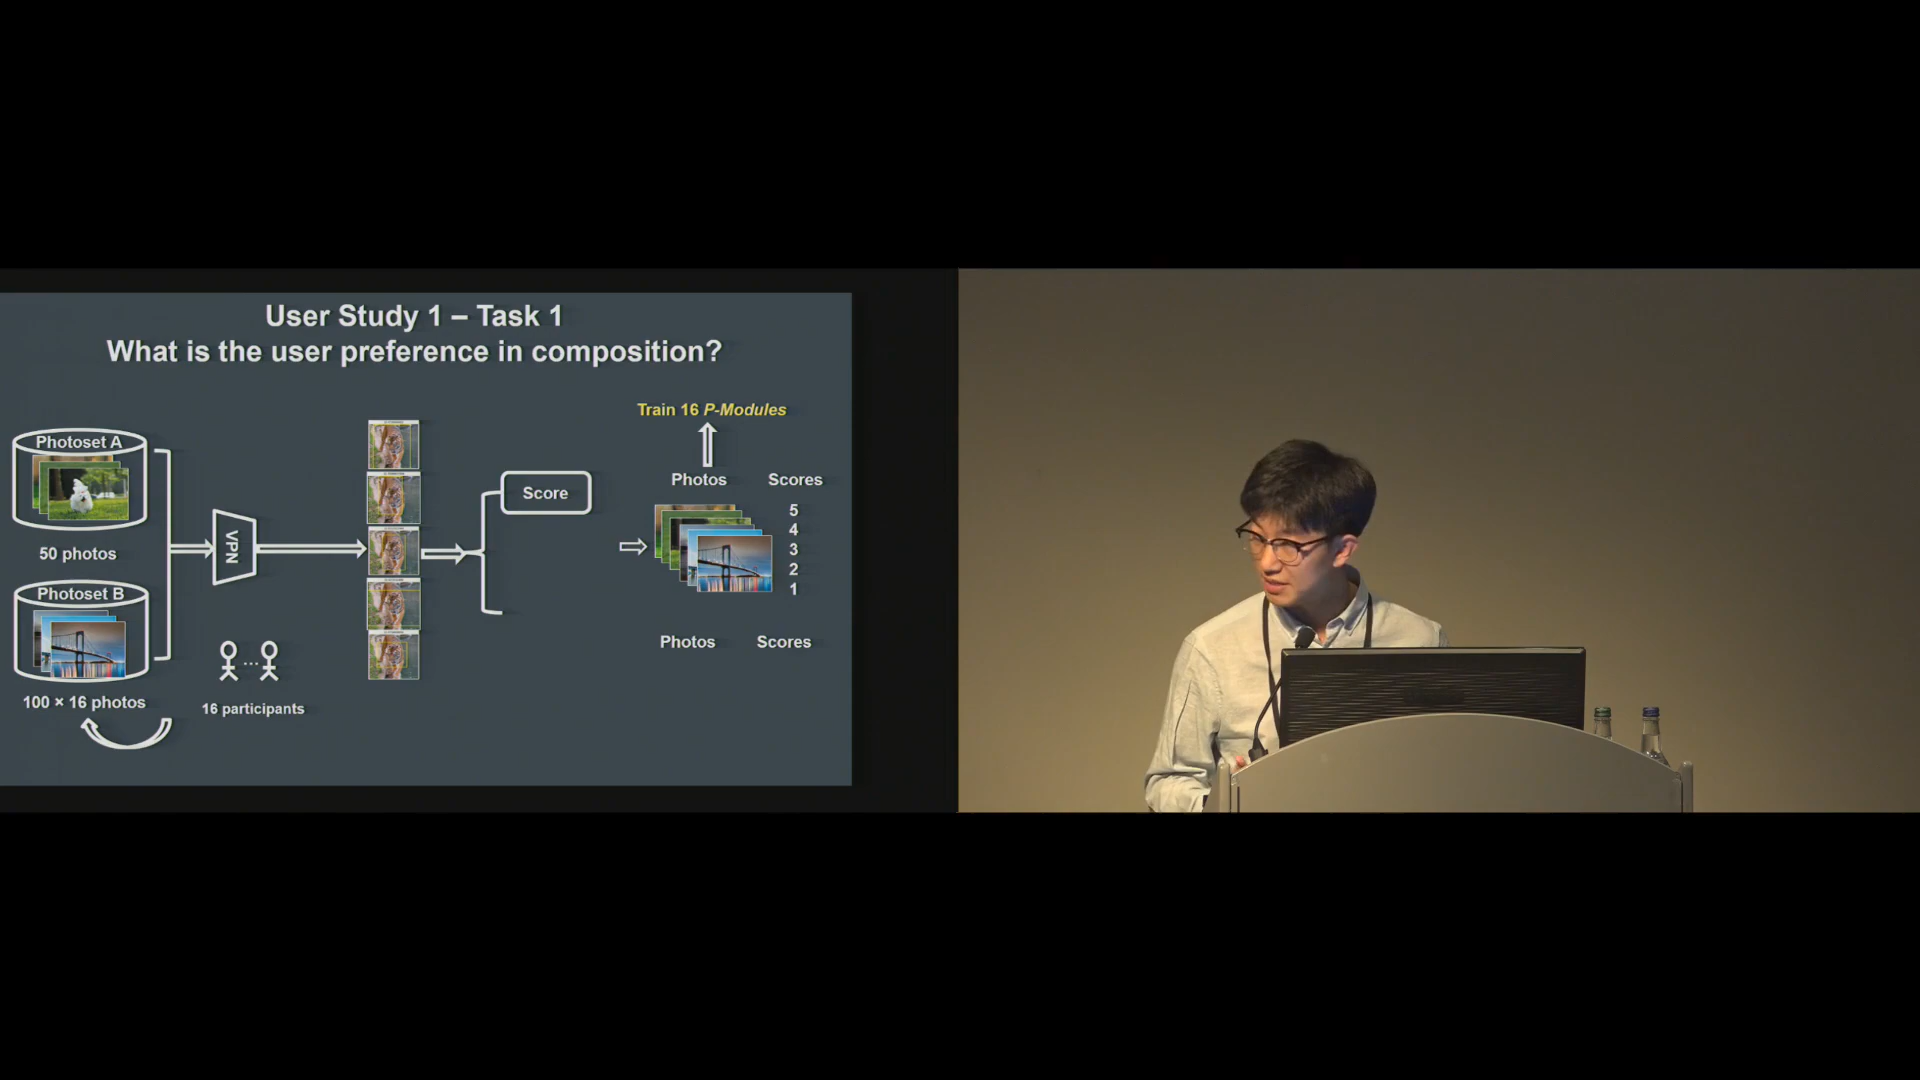 User Study 1 – Task 1
What is the user preference in composition?
Photoset A
50 photos
Photoset B
100 × 16 photos
VPN
16 participants
Score
Train 16 P-Modules
Photos Scores
5
4
3
2
1
Photos Scores